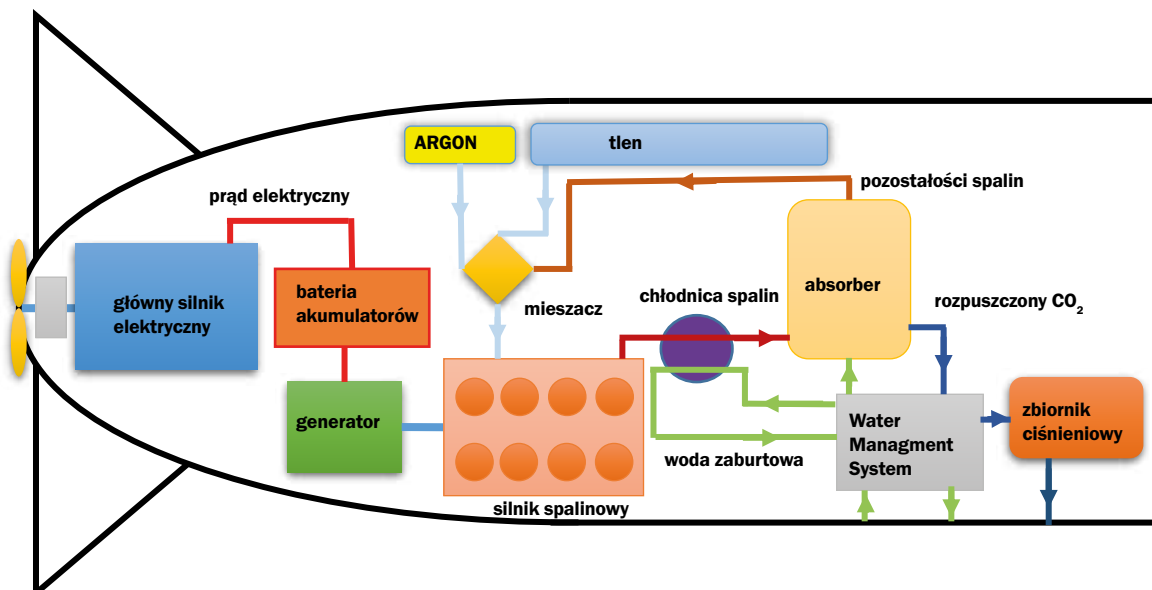 ARGON
tlen
prąd elektryczny
pozostałości spalin
główny silnik
elektryczny
bateria
akumulatorów
mieszacz
chłodnica spalin
absorber
rozpuszczony CO₂
generator
Water
Managment
System
zbiornik
ciśnieniowy
woda zaburtowa
silnik spalinowy